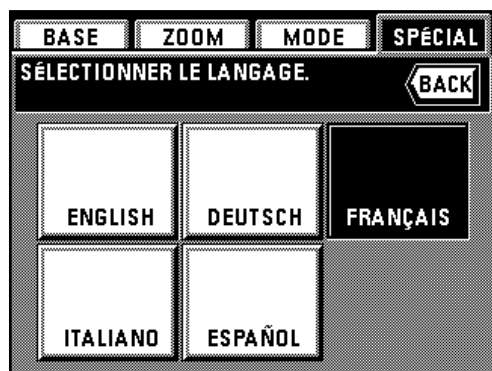 BASE ZOOM MODE SPÉCIAL
SÉLECTIONNER LE LANGAGE.
BACK
ENGLISH DEUTSCH FRANÇAIS
ITALIANO ESPAÑOL